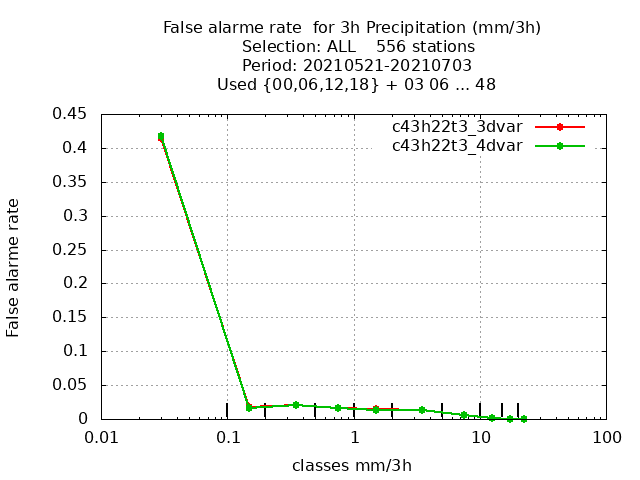 False alarme rate  for 3h Precipitation (mm/3h)
Selection: ALL    556 stations
Period: 20210521-20210703
Used {00,06,12,18} + 03 06 ... 48
c43h22t3_3dvar
c43h22t3_4dvar
False alarme rate
0.45
0.4
0.35
0.3
0.25
0.2
0.15
0.1
0.05
0
0.01 0.1 1 10 100
classes mm/3h